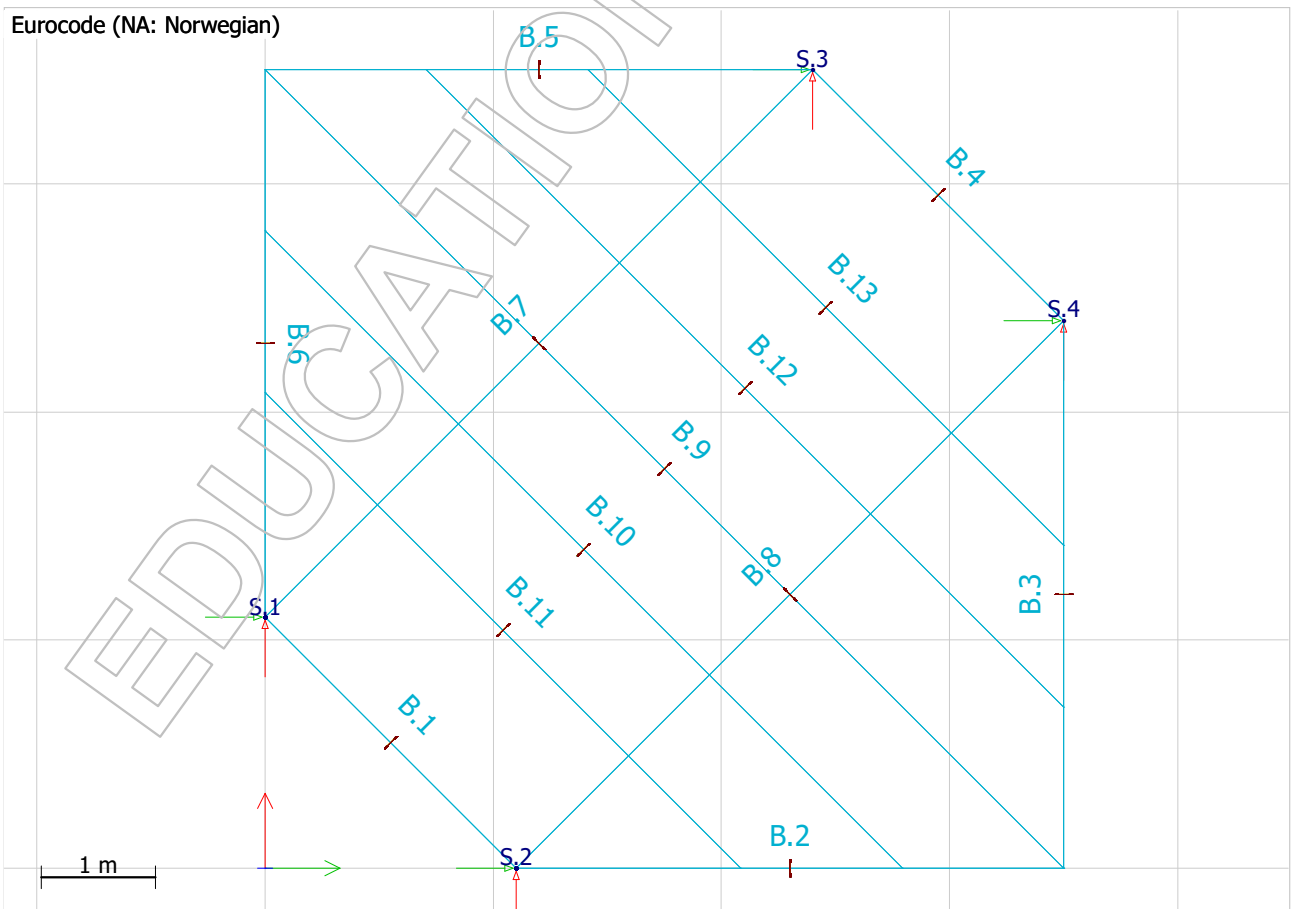 Eurocode (NA: Norwegian)
B.5
S.3
B.4
B.13
S.4
B.7
B.6
B.12
B.9
B.10
B.8
B.3
B.11
S.1
B.1
B.2
S.2
1 m
EDUCATION